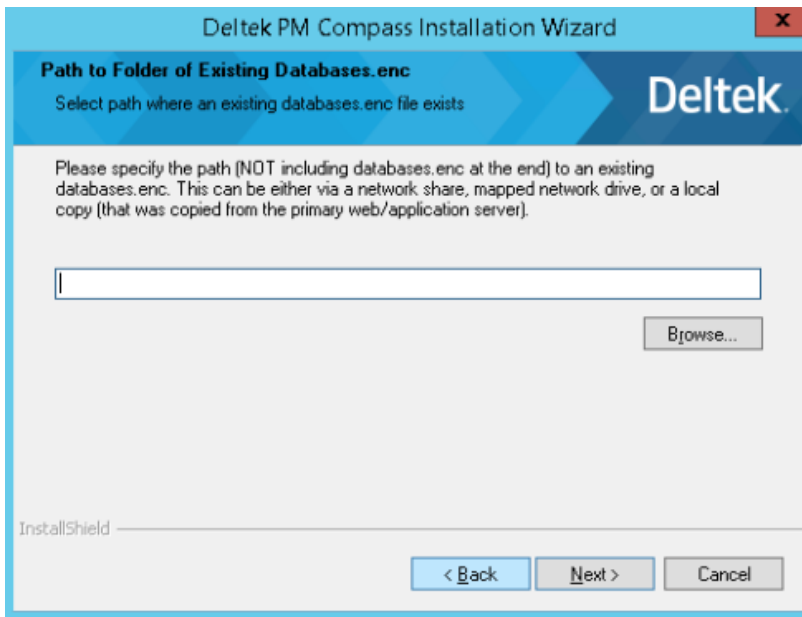 Deltek PM Compass Installation Wizard
x
Path to Folder of Existing Databases.enc
Select path where an existing databases.enc file exists
Deltek.
Please specify the path (NOT including databases.enc at the end) to an existing
databases.enc. This can be either via a network share, mapped network drive, or a local
copy (that was copied from the primary web/application server).
Browse...
InstallShield
< Back
Next >
Cancel